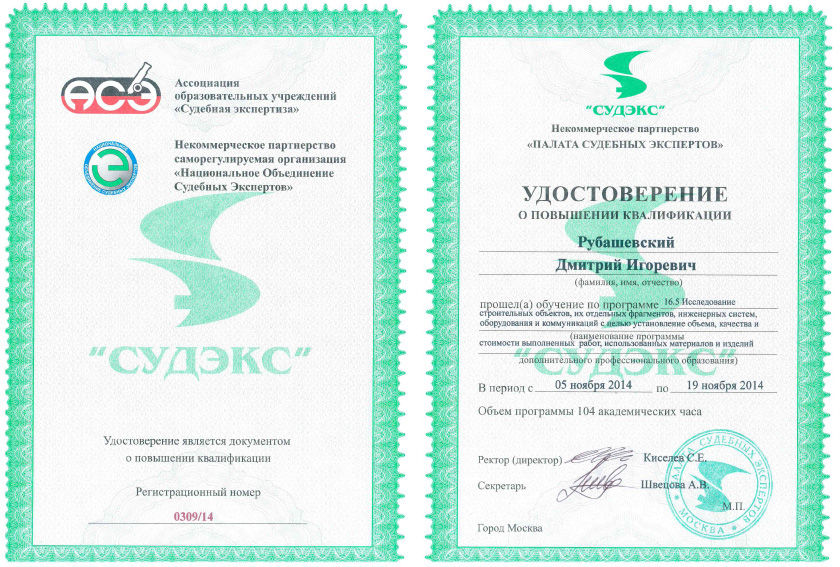 АСЭ
Ассоциация
образовательных учреждений
«Судебная экспертиза»
Некоммерческое партнерство
саморегулируемая организация
«Национальное Объединение
Судебных Экспертов»
"СУДЭКС"
Удостоверение является документом
о повышении квалификации
Регистрационный номер
0309/14
"СУДЭКС"
Некоммерческое партнерство
«ПАЛАТА СУДЕБНЫХ ЭКСПЕРТОВ»
УДОСТОВЕРЕНИЕ
О ПОВЫШЕНИИ КВАЛИФИКАЦИИ
Рубашевский
Дмитрий Игоревич
(фамилия, имя, отчество)
прошел(а) обучение по программе 16.5 Исследование
строительных объектов, их отдельных фрагментов, инженерных систем,
оборудования и коммуникаций с целью установление объема, качества и
(наименование программы
стоимости выполненных работ, использованных материалов и изделий
"СУДЭКС"
дополнительного профессионального образования)
В период с 05 ноября 2014 по 19 ноября 2014
Объем программы 104 академических часа
Ректор (директор) Киселев С.Е.
Секретарь Швецова А.В.
М.П.
ПАЛАТА СУДЕБНЫХ ЭКСПЕРТОВ
МОСКВА
Город Москва